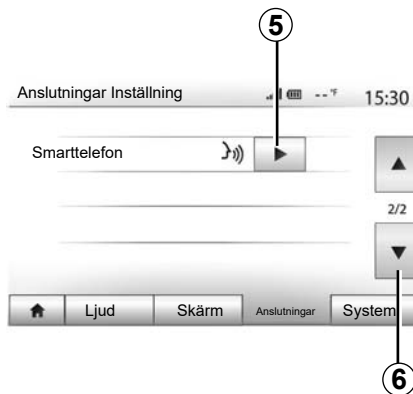 5
Anslutningar Inställning -- °F 15:30
Smarttelefon
2/2
Ljud Skärm Anslutningar System
6